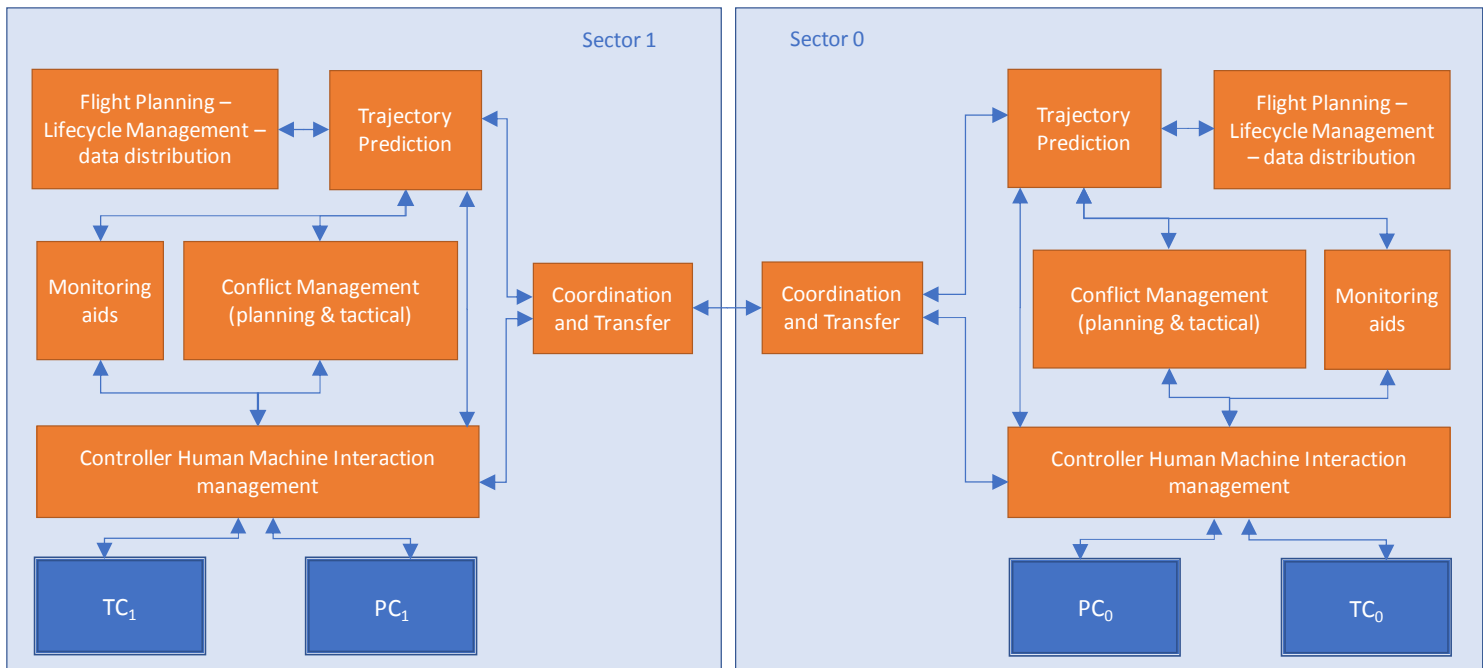 Sector 1
Flight Planning –
Lifecycle Management –
data distribution
Trajectory
Prediction
Monitoring
aids
Conflict Management
(planning & tactical)
Coordination
and Transfer
Controller Human Machine Interaction
management
TC₁
PC₁
Sector 0
Trajectory
Prediction
Flight Planning –
Lifecycle Management
– data distribution
Coordination
and Transfer
Conflict Management
(planning & tactical)
Monitoring
aids
Controller Human Machine Interaction
management
PC₀
TC₀